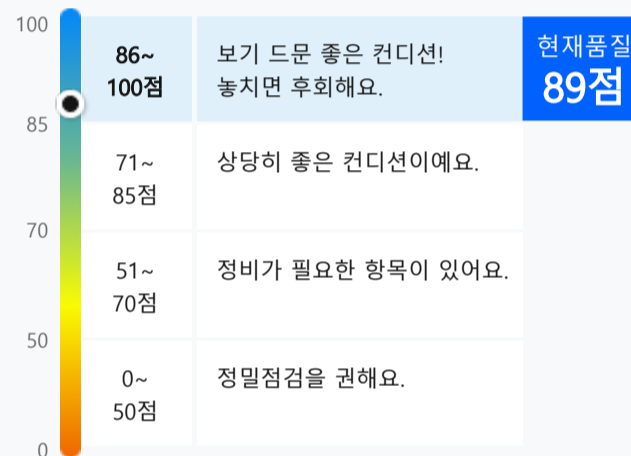 100
85
70
50
0
86~
100점
보기 드문 좋은 컨디션!
놓치면 후회해요.
현재품질
89점
71~
85점
상당히 좋은 컨디션이예요.
51~
70점
정비가 필요한 항목이 있어요.
0~
50점
정밀점검을 권해요.